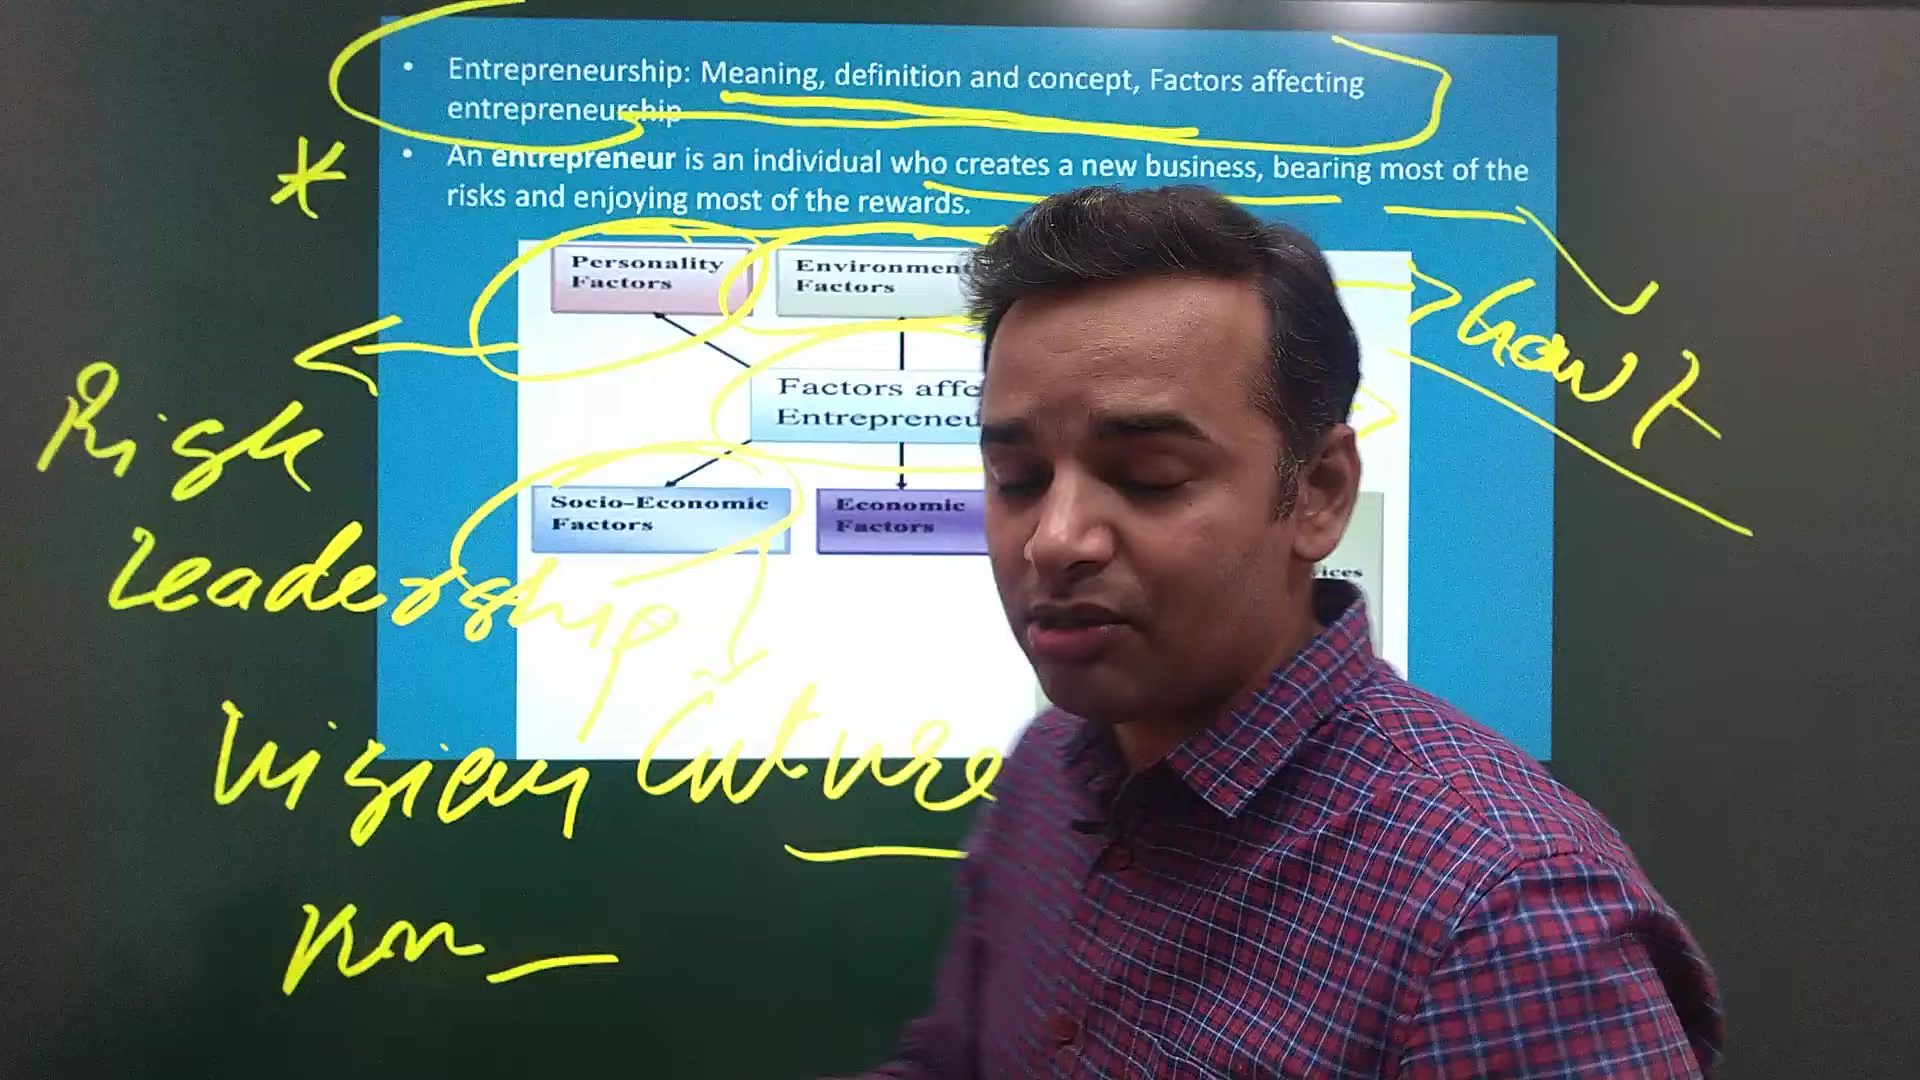 Entrepreneurship: Meaning, definition and concept, Factors affecting
entrepreneurship
An entrepreneur is an individual who creates a new business, bearing most of the
risks and enjoying most of the rewards.
Personality
Factors
Environment
Factors
Factors affe
Entrepreneu
Socio-Economic
Factors
Economic
Factors
ices
Risk
Leadership